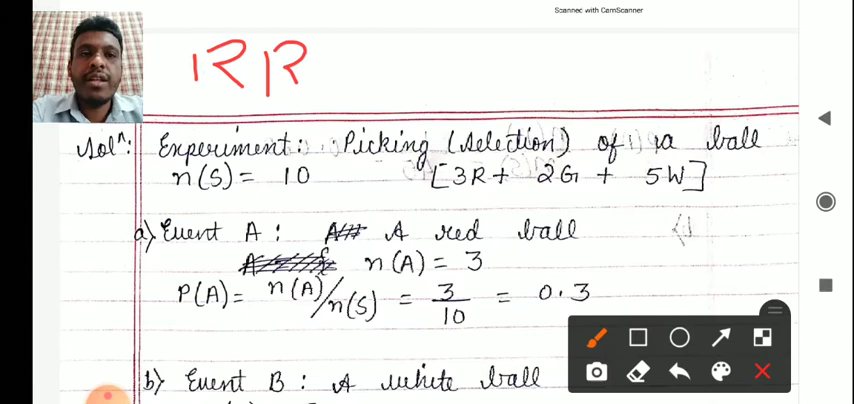 Scanned with CamScanner
RR
Solⁿ: Experiment: Picking (selection) of a ball
n(S) = 10 [3R + 2G + 5W]
a) Event A: A red ball
n(A) = 3
P(A) = n(A)/n(S) = 3/10 = 0.3
b) Event B: A white ball